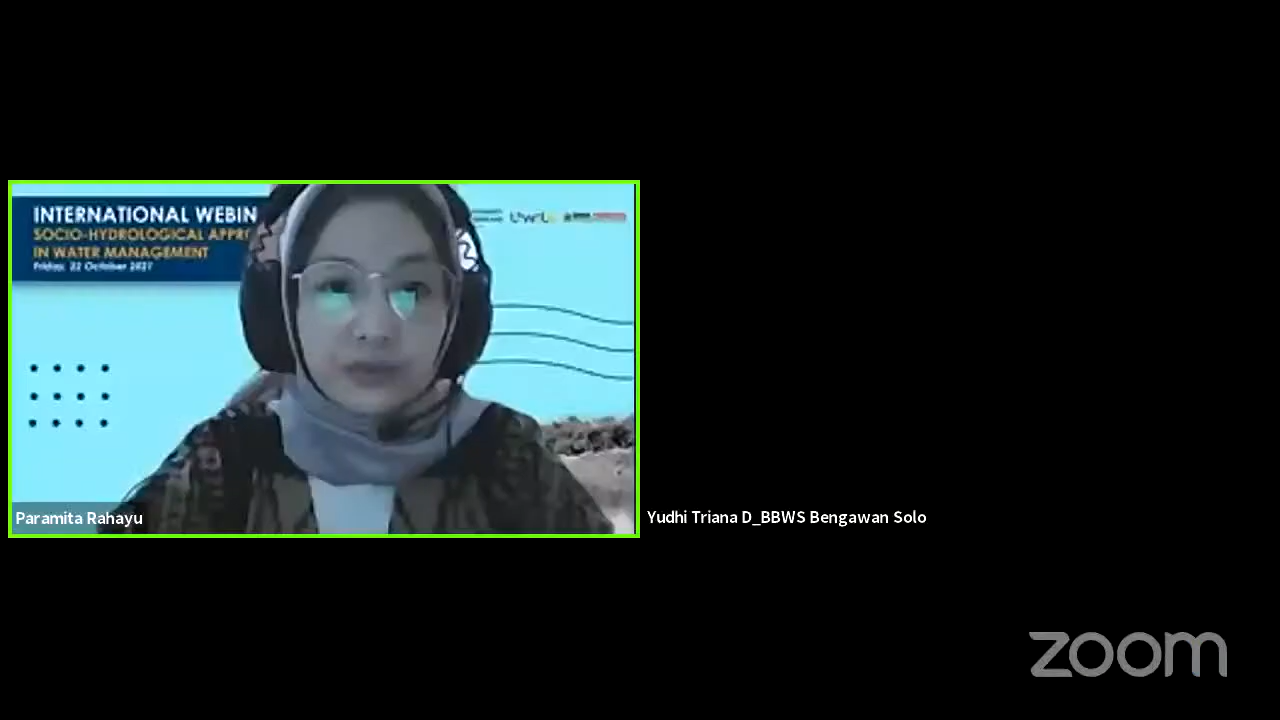 INTERNATIONAL WEBIN
SOCIO-HYDROLOGICAL APPRO
IN WATER MANAGEMENT
Friday, 22 October 2021
Paramita Rahayu
Yudhi Triana D_BBWS Bengawan Solo
zoom